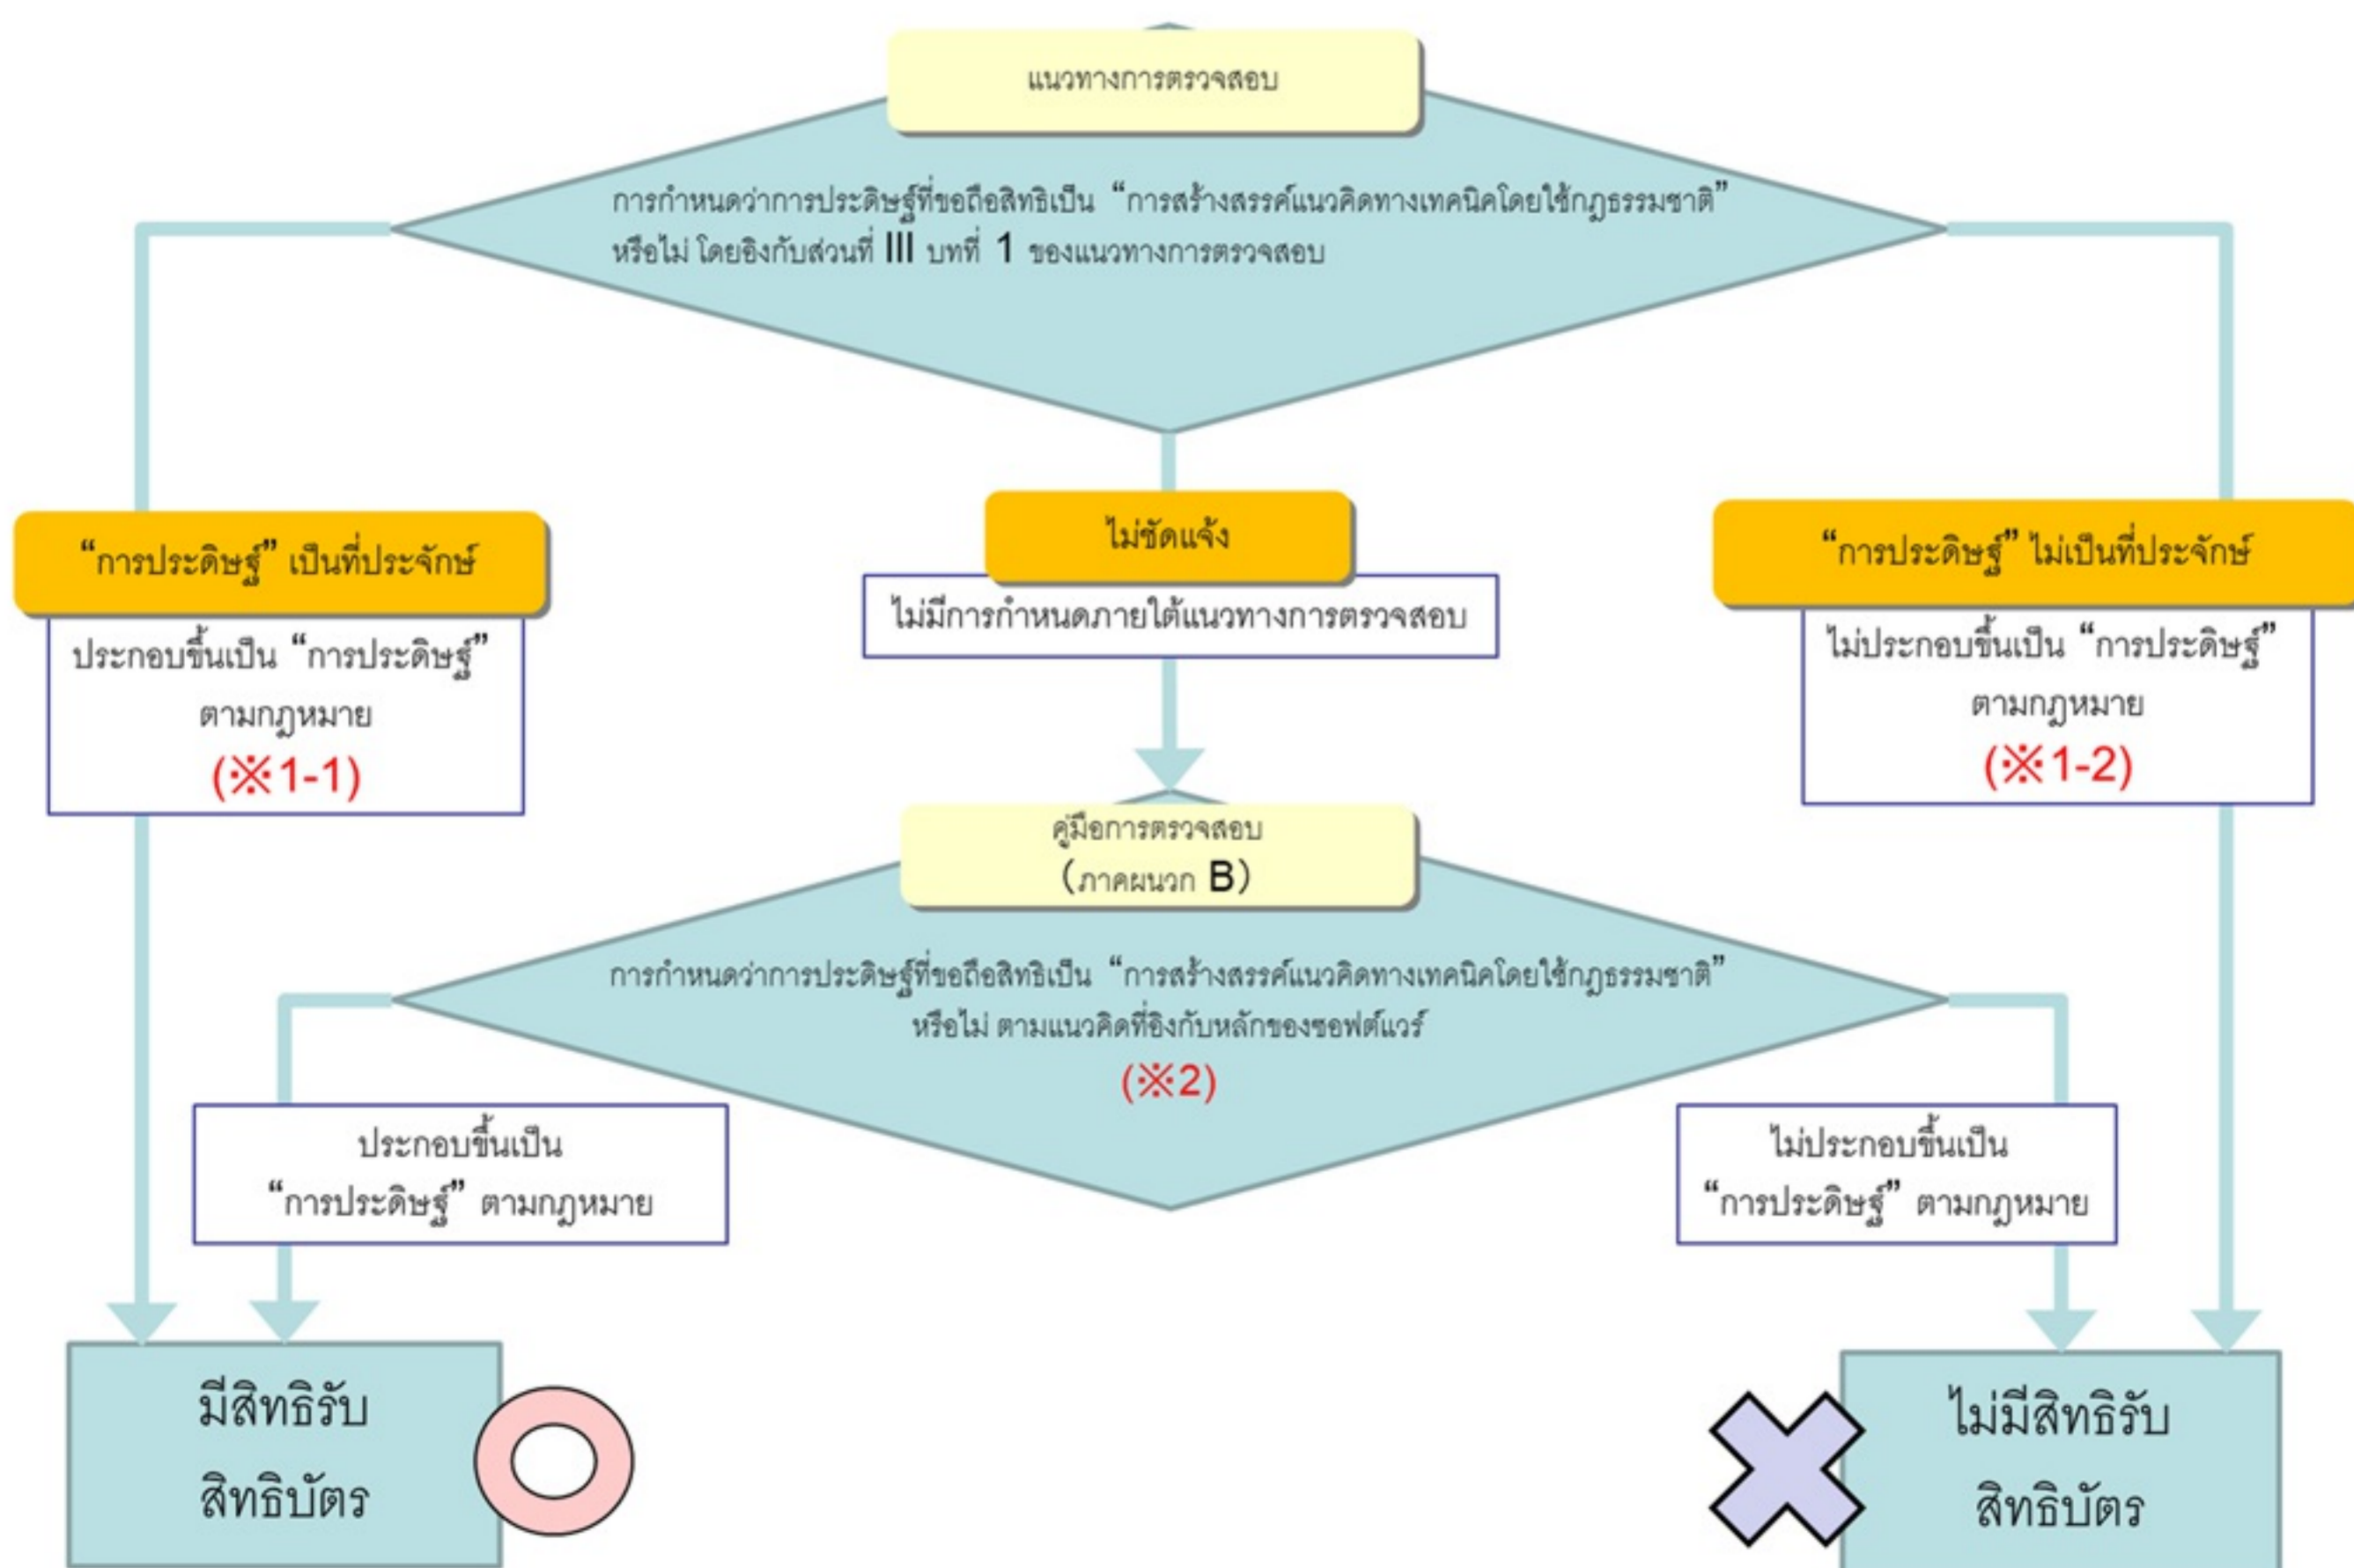 แนวทางการตรวจสอบ
การกำหนดว่าการประดิษฐ์ที่ขอถือสิทธิเป็น “การสร้างสรรค์แนวคิดทางเทคนิคโดยใช้กฎธรรมชาติ”
หรือไม่ โดยอิงกับส่วนที่ III บทที่ 1 ของแนวทางการตรวจสอบ
“การประดิษฐ์” เป็นที่ประจักษ์
ประกอบขึ้นเป็น “การประดิษฐ์”
ตามกฎหมาย
(※1-1)
ไม่ชัดแจ้ง
ไม่มีการกำหนดภายใต้แนวทางการตรวจสอบ
“การประดิษฐ์” ไม่เป็นที่ประจักษ์
ไม่ประกอบขึ้นเป็น “การประดิษฐ์”
ตามกฎหมาย
(※1-2)
คู่มือการตรวจสอบ
(ภาคผนวก B)
การกำหนดว่าการประดิษฐ์ที่ขอถือสิทธิเป็น “การสร้างสรรค์แนวคิดทางเทคนิคโดยใช้กฎธรรมชาติ”
หรือไม่ ตามแนวคิดที่อิงกับหลักของซอฟต์แวร์
(※2)
ประกอบขึ้นเป็น
“การประดิษฐ์” ตามกฎหมาย
ไม่ประกอบขึ้นเป็น
“การประดิษฐ์” ตามกฎหมาย
มีสิทธิรับ
สิทธิบัตร
ไม่มีสิทธิรับ
สิทธิบัตร